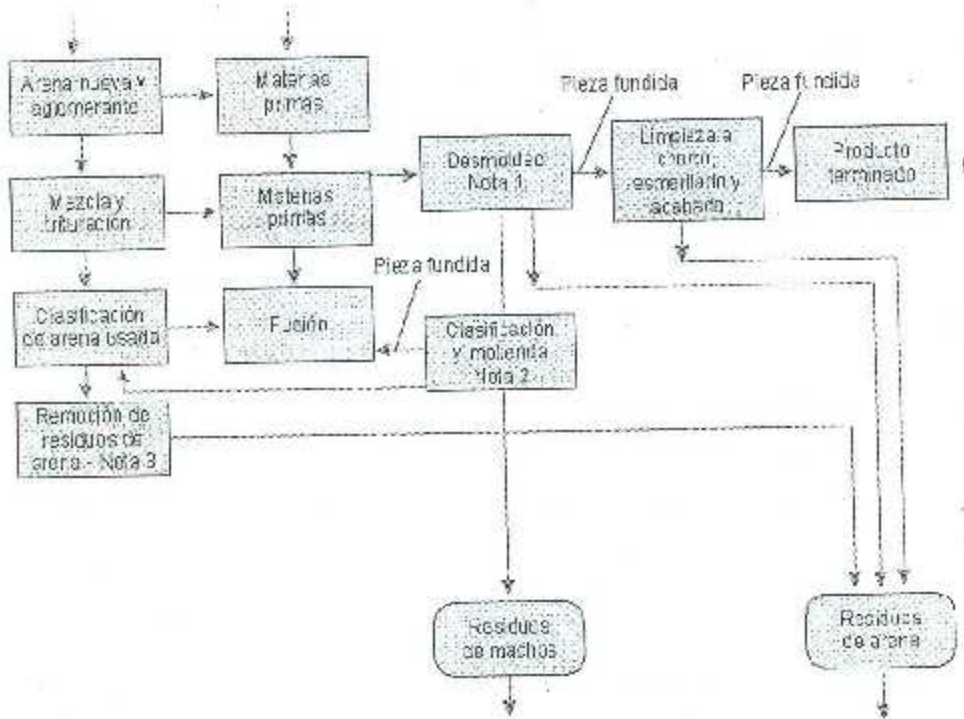 Arena nueva y
aglomerante
Materias
primas
Pieza fundida
Pieza fundida
Mezcla y
trituración
Materias
primas
Desmoldeo
Nota 1
Limpieza a
chorro,
esmerilado y
acabado
Producto
terminado
Pieza fundida
Clasificación
de arena usada
Fusión
Clasificación
y molienda
Nota 2
Remoción de
residuos de
arena - Nota 3
Residuos
de machos
Residuos
de arena